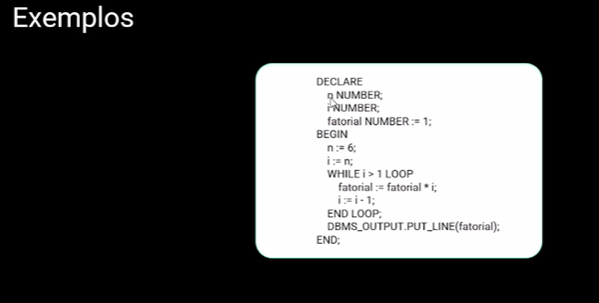 Exemplos
DECLARE
n NUMBER;
i NUMBER;
fatorial NUMBER := 1;
BEGIN
n := 6;
i := n;
WHILE i > 1 LOOP
fatorial := fatorial * i;
i := i - 1;
END LOOP;
DBMS_OUTPUT.PUT_LINE(fatorial);
END;